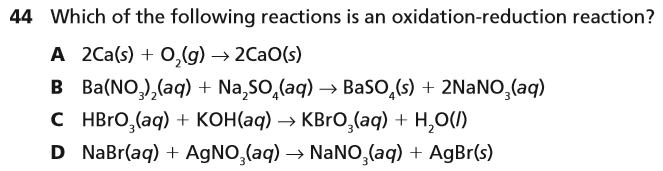 44 Which of the following reactions is an oxidation-reduction reaction?
A 2Ca(s) + O₂(g) → 2CaO(s)
B Ba(NO₃)₂(aq) + Na₂SO₄(aq) → BaSO₄(s) + 2NaNO₃(aq)
C HBrO₃(aq) + KOH(aq) → KBrO₃(aq) + H₂O(l)
D NaBr(aq) + AgNO₃(aq) → NaNO₃(aq) + AgBr(s)